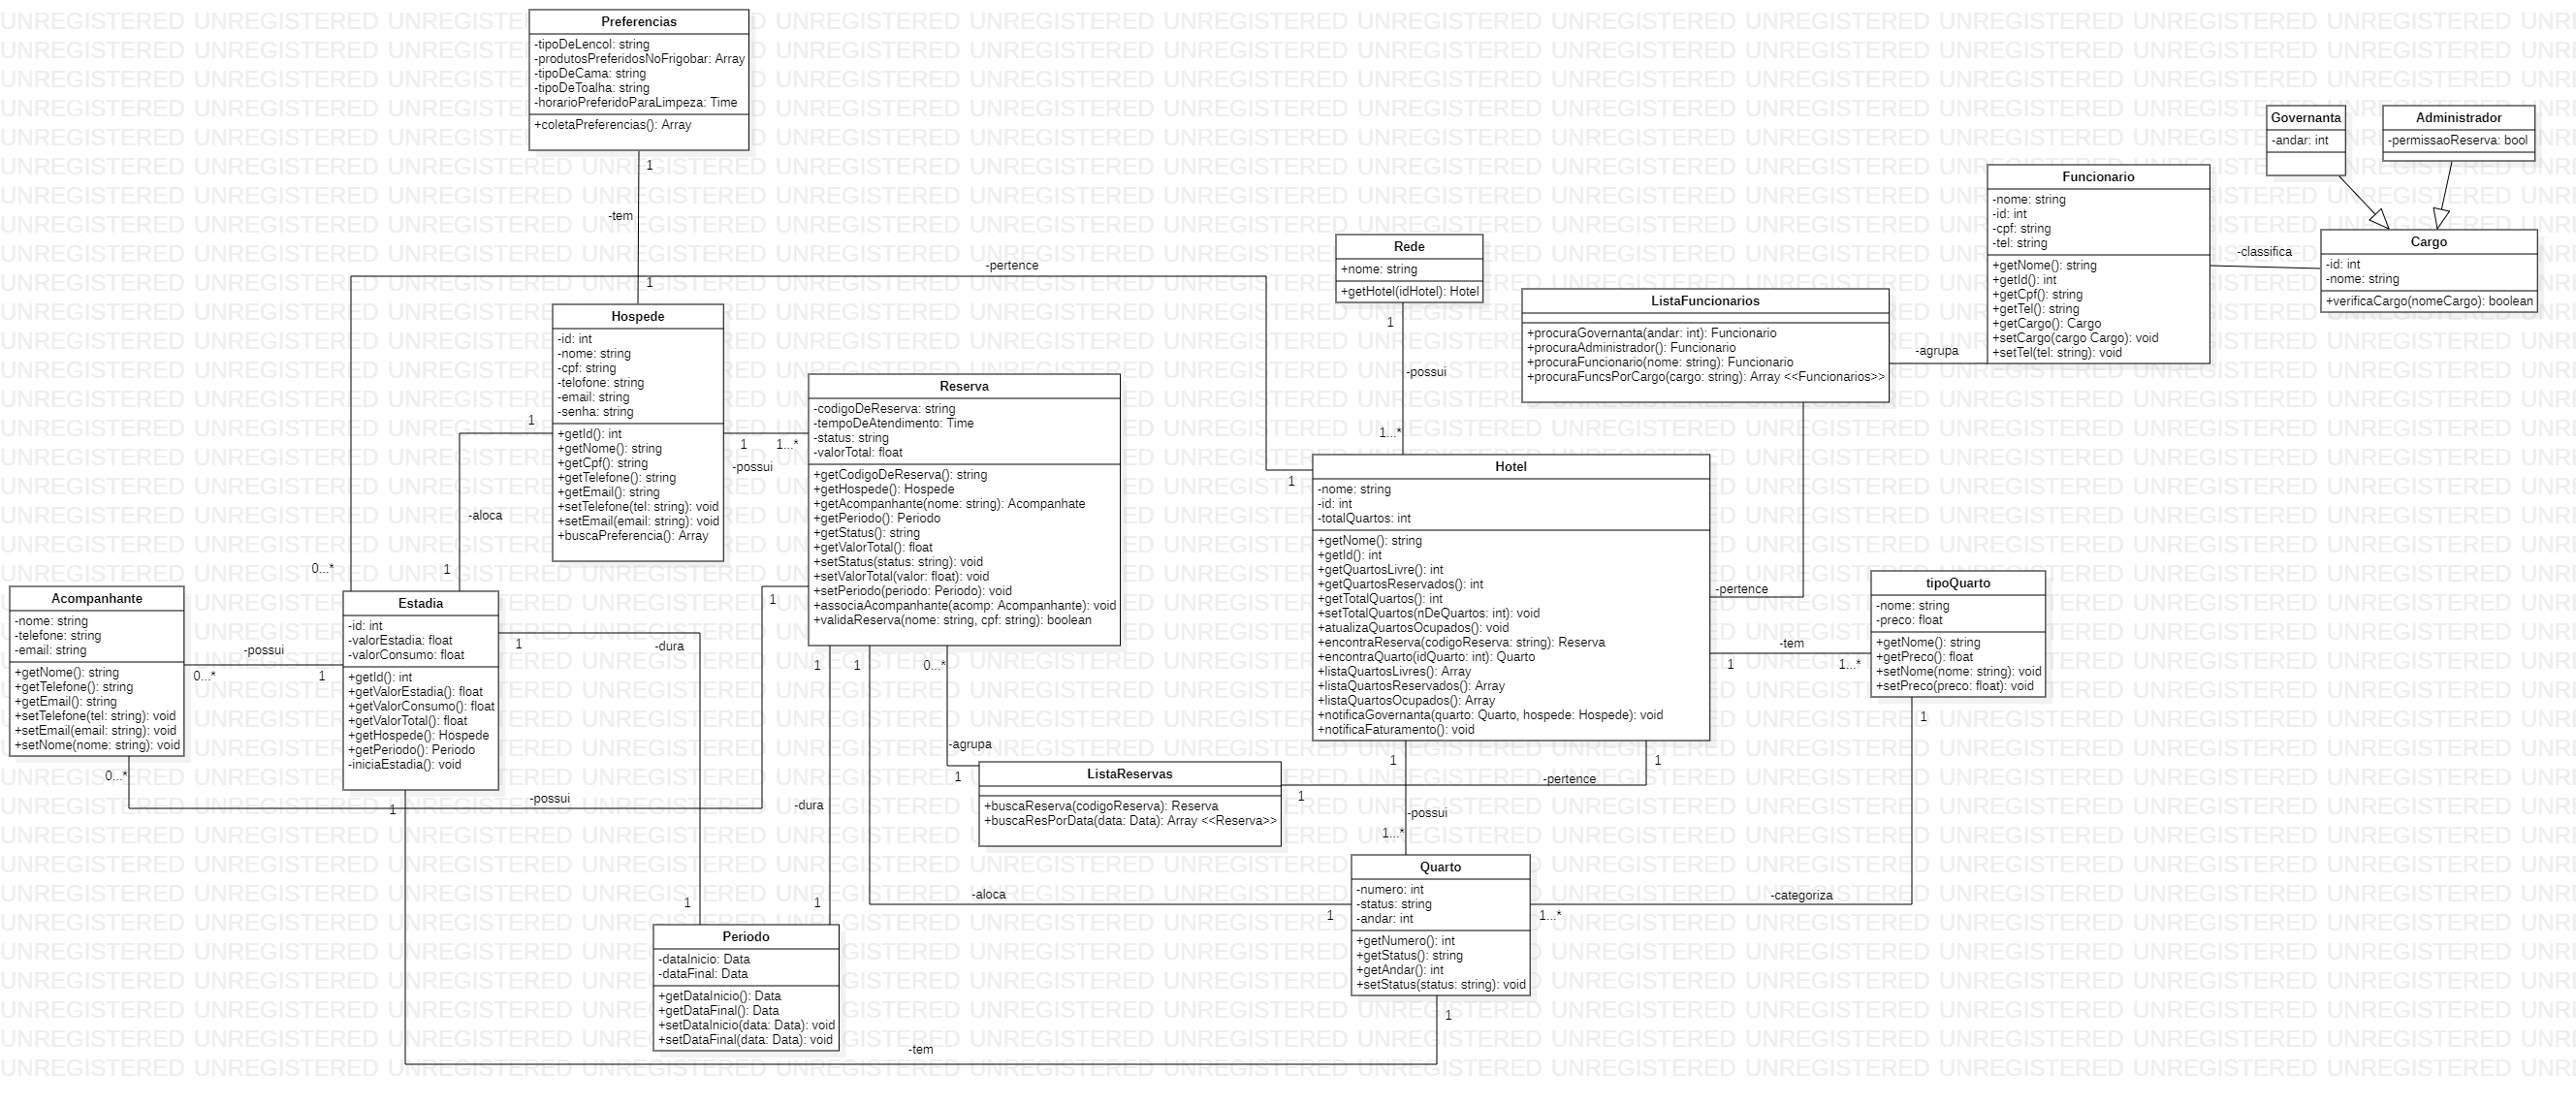 Preferencias
-tipoDeLencol: string
-produtosPreferidosNoFrigobar: Array
-tipoDeCama: string
-tipoDeToalha: string
-horarioPreferidoParaLimpeza: Time
+coletaPreferencias(): Array
1
-tem
1
Hospede
-id: int
-nome: string
-cpf: string
-telofone: string
-email: string
-senha: string
+getId(): int
+getNome(): string
+getCpf(): string
+getTelefone(): string
+getEmail(): string
+setTelefone(tel: string): void
+setEmail(email: string): void
+buscaPreferencia(): Array
1
-aloca
1
1
1...*
-possui
Reserva
-codigoDeReserva: string
-tempoDeAtendimento: Time
-status: string
-valorTotal: float
+getCodigoDeReserva(): string
+getHospede(): Hospede
+getAcompanhante(nome: string): Acompanhate
+getPeriodo(): Periodo
+getStatus(): string
+getValorTotal(): float
+setStatus(status: string): void
+setValorTotal(valor: float): void
+setPeriodo(periodo: Periodo): void
+associaAcompanhante(acomp: Acompanhante): void
+validaReserva(nome: string, cpf: string): boolean
-pertence
0...*
1
Acompanhante
-nome: string
-telefone: string
-email: string
+getNome(): string
+getTelefone(): string
+getEmail(): string
+setTelefone(tel: string): void
+setEmail(email: string): void
+setNome(nome: string): void
-possui
0...*
1
Estadia
-id: int
-valorEstadia: float
-valorConsumo: float
+getId(): int
+getValorEstadia(): float
+getValorConsumo(): float
+getValorTotal(): float
+getHospede(): Hospede
+getPeriodo(): Periodo
-iniciaEstadia(): void
1
-dura
1
0...*
-possui
1
1
-dura
1
Periodo
-dataInicio: Data
-dataFinal: Data
+getDataInicio(): Data
+getDataFinal(): Data
+setDataInicio(data: Data): void
+setDataFinal(data: Data): void
1
-aloca
1
0...*
-agrupa
1
ListaReservas
+buscaReserva(codigoReserva): Reserva
+buscaResPorData(data: Data): Array <<Reserva>>
1
-pertence
1
Rede
+nome: string
+getHotel(idHotel): Hotel
1
-possui
1...*
Hotel
-nome: string
-id: int
-totalQuartos: int
+getNome(): string
+getId(): int
+getQuartosLivre(): int
+getQuartosReservados(): int
+getTotalQuartos(): int
+setTotalQuartos(nDeQuartos: int): void
+atualizaQuartosOcupados(): void
+encontraReserva(codigoReserva: string): Reserva
+encontraQuarto(idQuarto: int): Quarto
+listaQuartosLivres(): Array
+listaQuartosReservados(): Array
+listaQuartosOcupados(): Array
+notificaGovernanta(quarto: Quarto, hospede: Hospede): void
+notificaFaturamento(): void
1
-possui
1...*
Quarto
-numero: int
-status: string
-andar: int
+getNumero(): int
+getStatus(): string
+getAndar(): int
+setStatus(status: string): void
1
-tem
1
ListaFuncionarios
+procuraGovernanta(andar: int): Funcionario
+procuraAdministrador(): Funcionario
+procuraFuncionario(nome: string): Funcionario
+procuraFuncsPorCargo(cargo: string): Array <<Funcionarios>>
-pertence
-agrupa
Funcionario
-nome: string
-id: int
-cpf: string
-tel: string
+getNome(): string
+getId(): int
+getCpf(): string
+getTel(): string
+getCargo(): Cargo
+setCargo(cargo Cargo): void
+setTel(tel: string): void
-classifica
Governanta
-andar: int
Administrador
-permissaoReserva: bool
Cargo
-id: int
-nome: string
+verificaCargo(nomeCargo): boolean
-tem
1
1...*
tipoQuarto
-nome: string
-preco: float
+getNome(): string
+getPreco(): float
+setNome(nome: string): void
+setPreco(preco: float): void
1
-categoriza
1...*